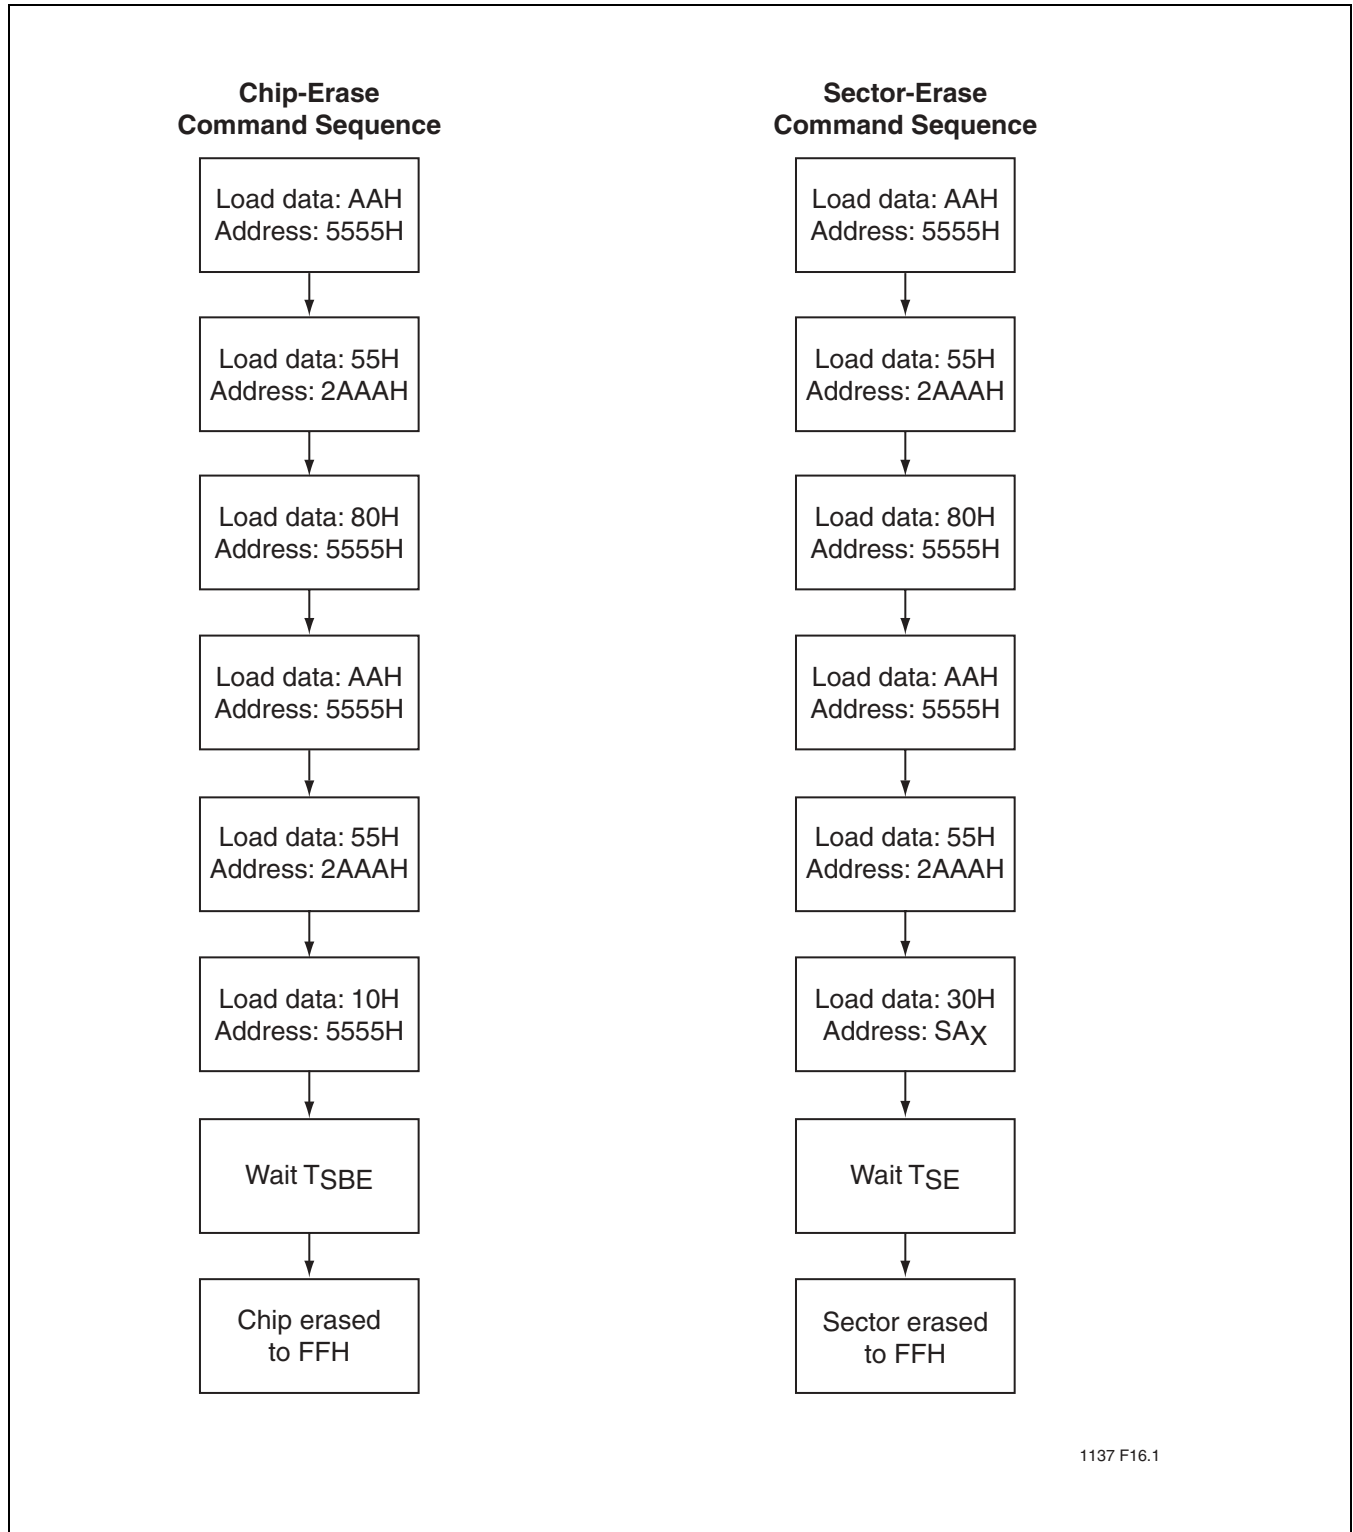 Chip-Erase
Command Sequence
Load data: AAH
Address: 5555H
Load data: 55H
Address: 2AAAH
Load data: 80H
Address: 5555H
Load data: AAH
Address: 5555H
Load data: 55H
Address: 2AAAH
Load data: 10H
Address: 5555H
Wait TSBE
Chip erased
to FFH
Sector-Erase
Command Sequence
Load data: AAH
Address: 5555H
Load data: 55H
Address: 2AAAH
Load data: 80H
Address: 5555H
Load data: AAH
Address: 5555H
Load data: 55H
Address: 2AAAH
Load data: 30H
Address: SAX
Wait TSE
Sector erased
to FFH
1137 F16.1